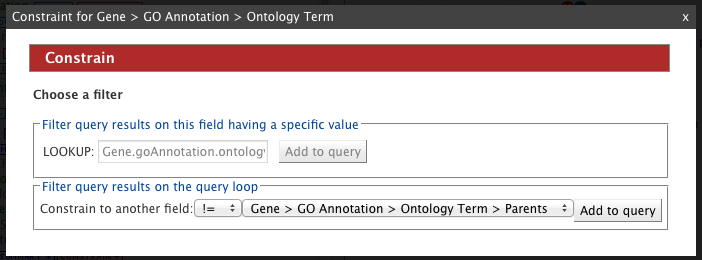 Constraint for Gene > GO Annotation > Ontology Term x
Constrain
Choose a filter
Filter query results on this field having a specific value
LOOKUP: Gene.goAnnotation.ontology Add to query
Filter query results on the query loop
Constrain to another field: != Gene > GO Annotation > Ontology Term > Parents Add to query